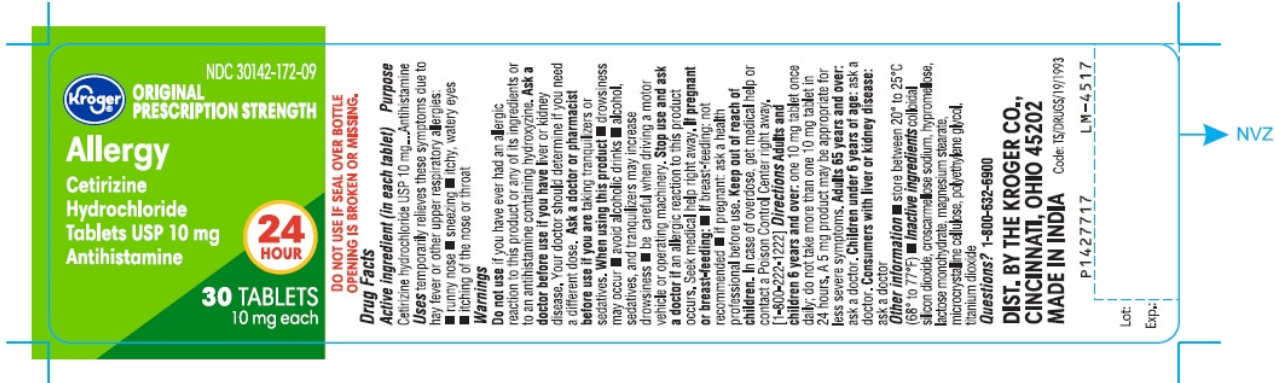 NDC 30142-172-09
Kroger®
ORIGINAL
PRESCRIPTION STRENGTH
Allergy
Cetirizine
Hydrochloride
Tablets USP 10 mg
Antihistamine
24
HOUR
30 TABLETS
10 mg each
DO NOT USE IF SEAL OVER BOTTLE
OPENING IS BROKEN OR MISSING.
Drug Facts
Active ingredient (in each tablet) Purpose
Cetirizine hydrochloride USP 10 mg....Antihistamine
Uses temporarily relieves these symptoms due to
hay fever or other upper respiratory allergies:
■ runny nose ■ sneezing ■ itchy, watery eyes
■ itching of the nose or throat
Warnings
Do not use if you have ever had an allergic
reaction to this product or any of its ingredients or
to an antihistamine containing hydroxyzine. Ask a
doctor before use if you have liver or kidney
disease. Your doctor should determine if you need
a different dose. Ask a doctor or pharmacist
before use if you are taking tranquilizers or
sedatives. When using this product ■ drowsiness
may occur ■ avoid alcoholic drinks ■ alcohol,
sedatives, and tranquilizers may increase
drowsiness ■ be careful when driving a motor
vehicle or operating machinery. Stop use and ask
a doctor if an allergic reaction to this product
occurs, Seek medical help right away. If pregnant
or breast-feeding: ■ if breast-feeding: not
recommended ■ if pregnant: ask a health
professional before use. Keep out of reach of
children. In case of overdose, get medical help or
contact a Poison Control Center right away.
[1-800-222-1222] Directions Adults and
children 6 years and over: one 10 mg tablet once
daily; do not take more than one 10 mg tablet in
24 hours. A 5 mg product may be appropriate for
less severe symptoms. Adults 65 years and over:
ask a doctor. Children under 6 years of age: ask a
doctor. Consumers with liver or kidney disease:
ask a doctor
Other information ■ store between 20° to 25°C
(68° to 77°F) ■ Inactive ingredients colloidal
silicon dioxide, croscarmellose sodium, hypromellose,
lactose monohydrate, magnesium stearate,
microcrystalline cellulose, polyethylene glycol,
titanium dioxide
Questions? 1-800-632-6900
DIST. BY THE KROGER CO.,
CINCINNATI, OHIO 45202
MADE IN INDIA Code: TS/DRUGS/19/1993
P1427717 LM-4517
Lot:
Exp.:
NVZ